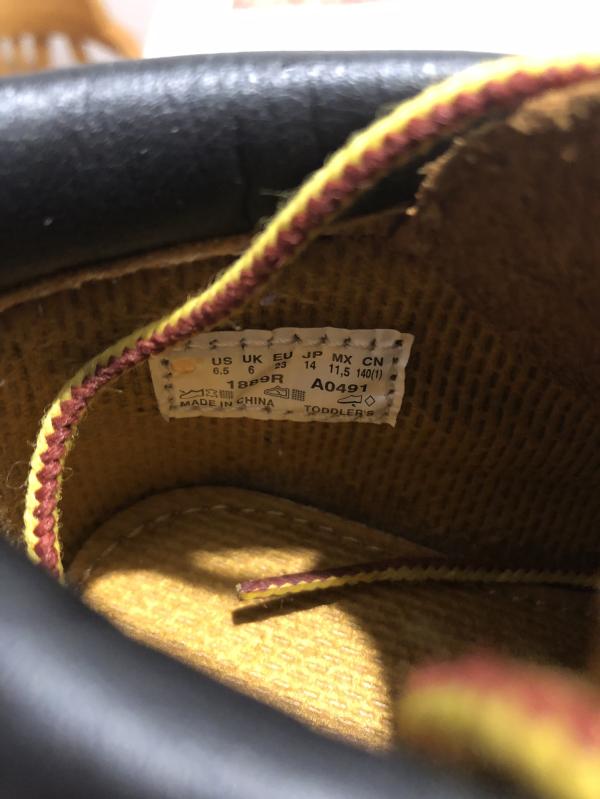 US UK EU JP MX CN
6.5 6 23 14 11,5 140(1)
1889R A0491
MADE IN CHINA TODDLER'S